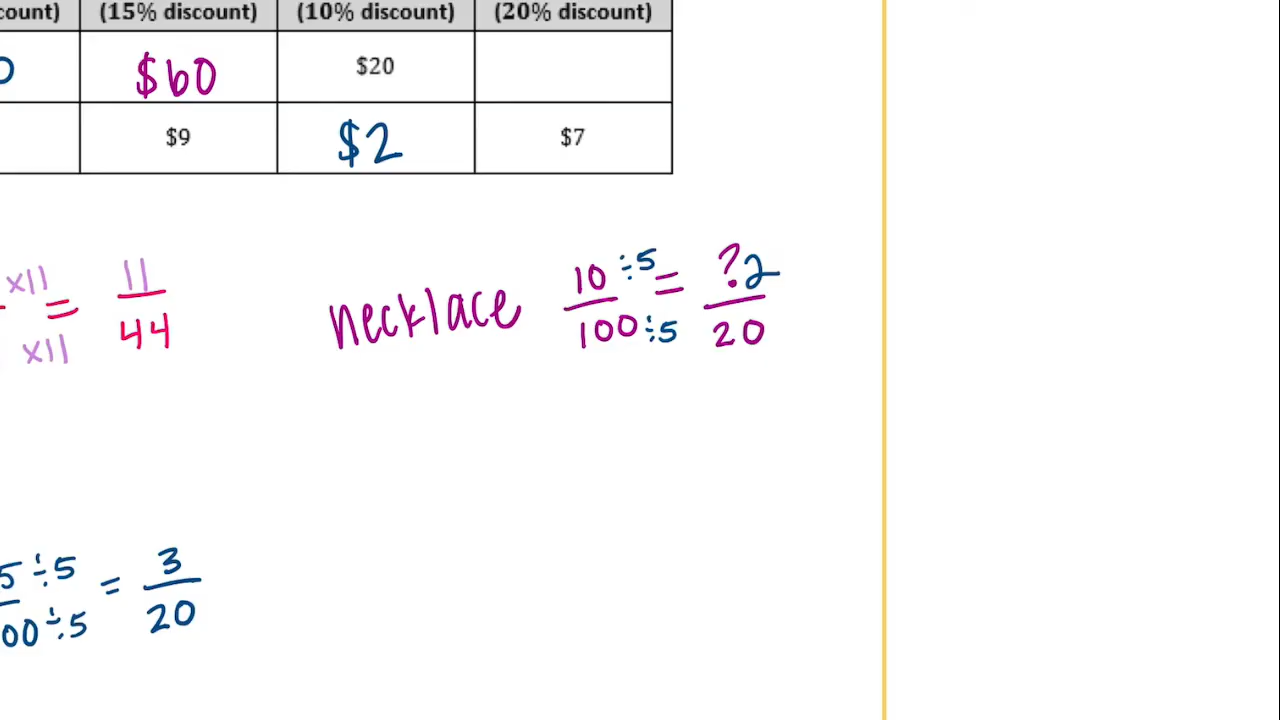 count) (15% discount) (10% discount) (20% discount)
0 $60 $20
$9 $2 $7
x11 = 11/44 x11
necklace 10/100 ÷5 ÷5 = ? 2/20
5/00 ÷5 ÷5 = 3/20